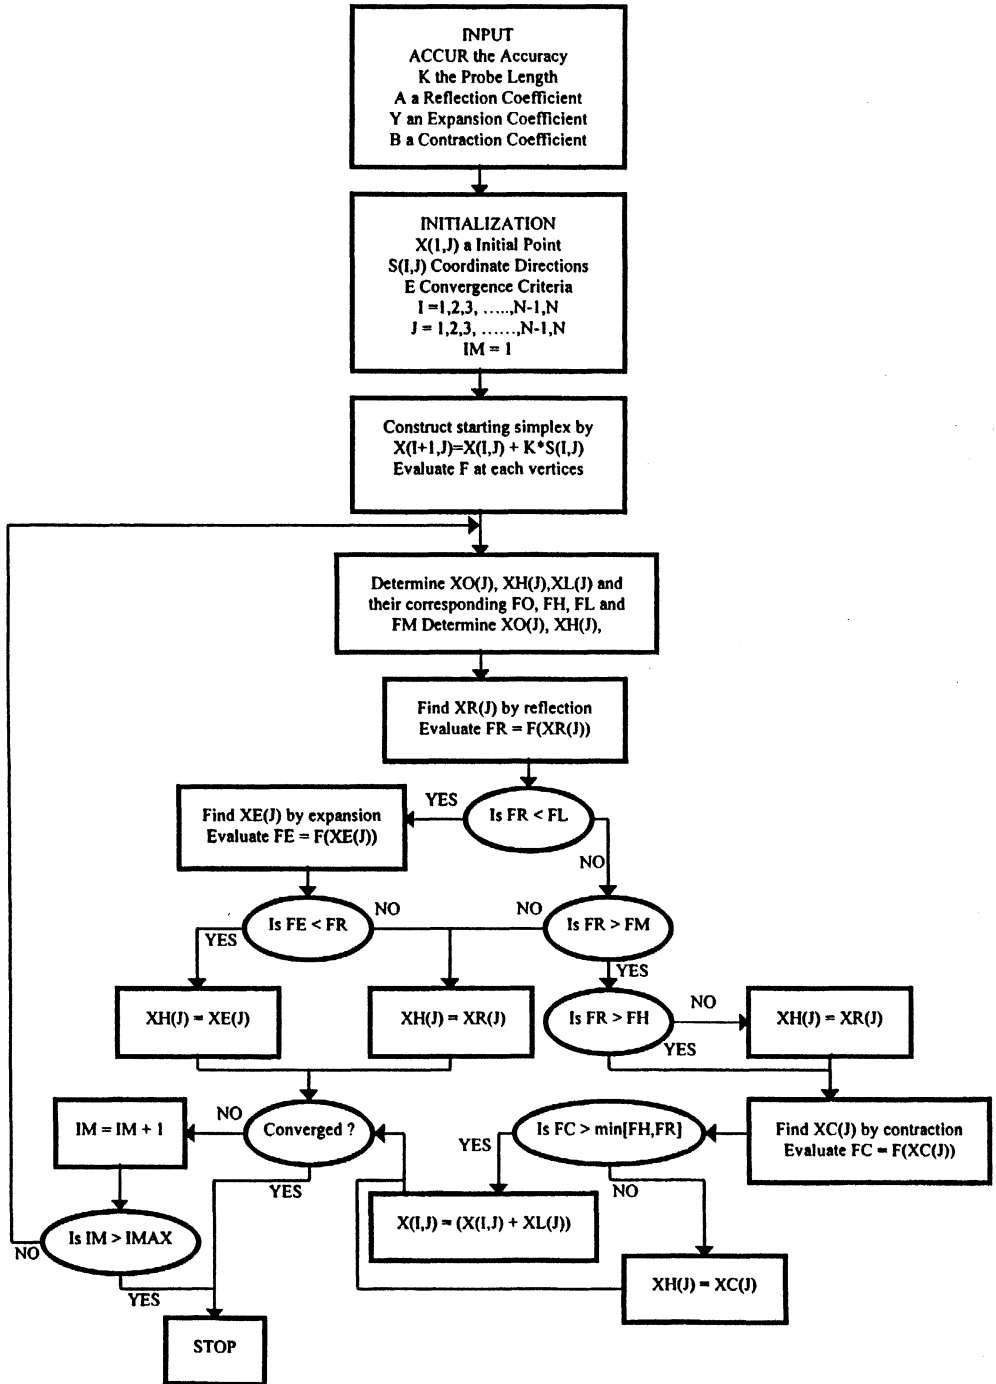 INPUT
ACCUR the Accuracy
K the Probe Length
A a Reflection Coefficient
Y an Expansion Coefficient
B a Contraction Coefficient
INITIALIZATION
X(1,J) a Initial Point
S(I,J) Coordinate Directions
E Convergence Criteria
I =1,2,3, .....,N-1,N
J = 1,2,3, ......,N-1,N
IM = 1
Construct starting simplex by
X(I+1,J)=X(I,J) + K*S(I,J)
Evaluate F at each vertices
Determine XO(J), XH(J),XL(J) and
their corresponding FO, FH, FL and
FM Determine XO(J), XH(J),
Find XR(J) by reflection
Evaluate FR = F(XR(J))
YES
Is FR < FL
Find XE(J) by expansion
Evaluate FE = F(XE(J))
NO
Is FE < FR
NO
NO
Is FR > FM
YES
YES
XH(J) = XE(J)
XH(J) = XR(J)
Is FR > FH
NO
XH(J) = XR(J)
YES
IM = IM + 1
NO
Converged ?
YES
Is FC > min[FH,FR]
Find XC(J) by contraction
Evaluate FC = F(XC(J))
YES
NO
X(I,J) = (X(I,J) + XL(J))
Is IM > IMAX
NO
YES
XH(J) = XC(J)
STOP